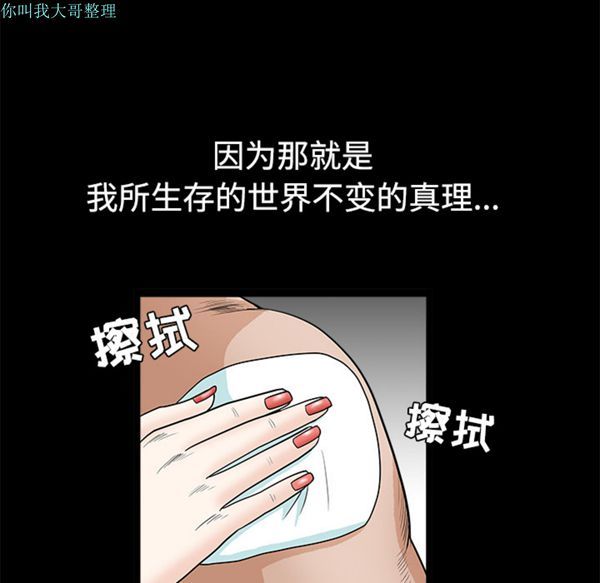 你叫我大哥整理
因为那就是
我所生存的世界不变的真理...
擦拭
擦拭